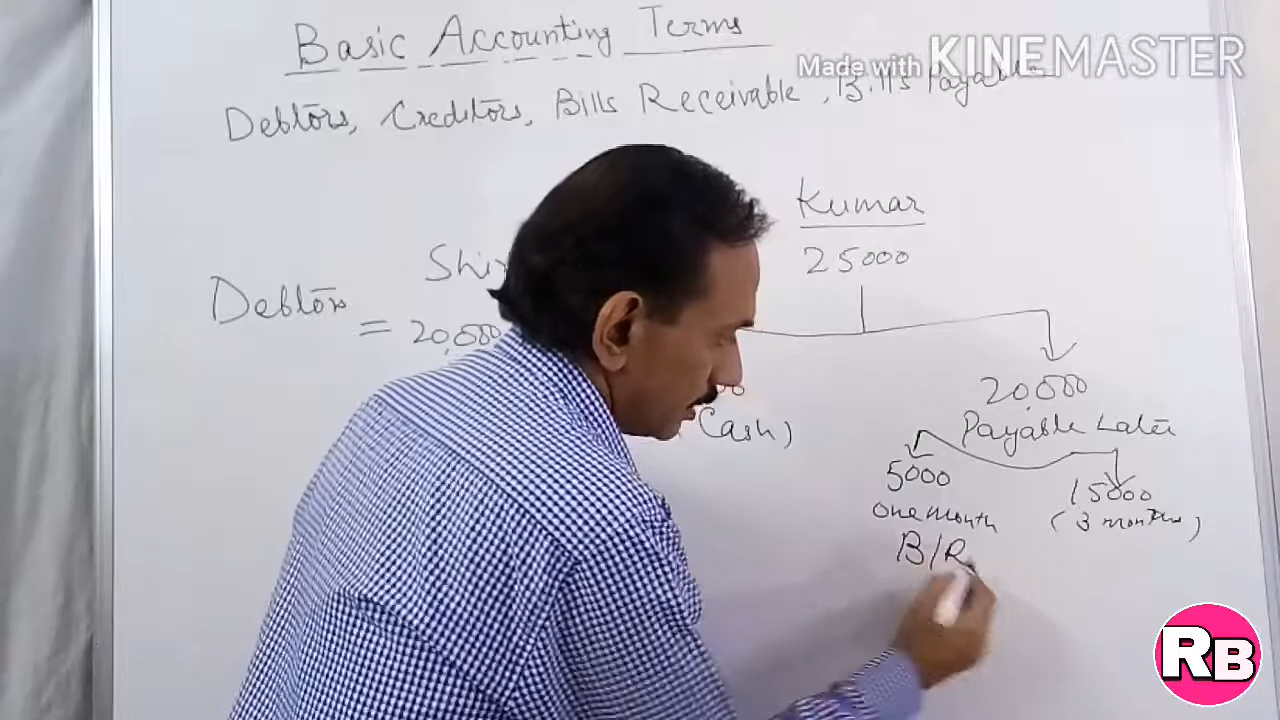 Basic Accounting Terms
Made with KINEMASTER
Debtors, Creditors, Bills Receivable, Bills Payable
Kumar
25000
Debtors
= 20,000
20,000
Payable Later
Cash)
5000
15000
One month
(3 months)
B/R
RB